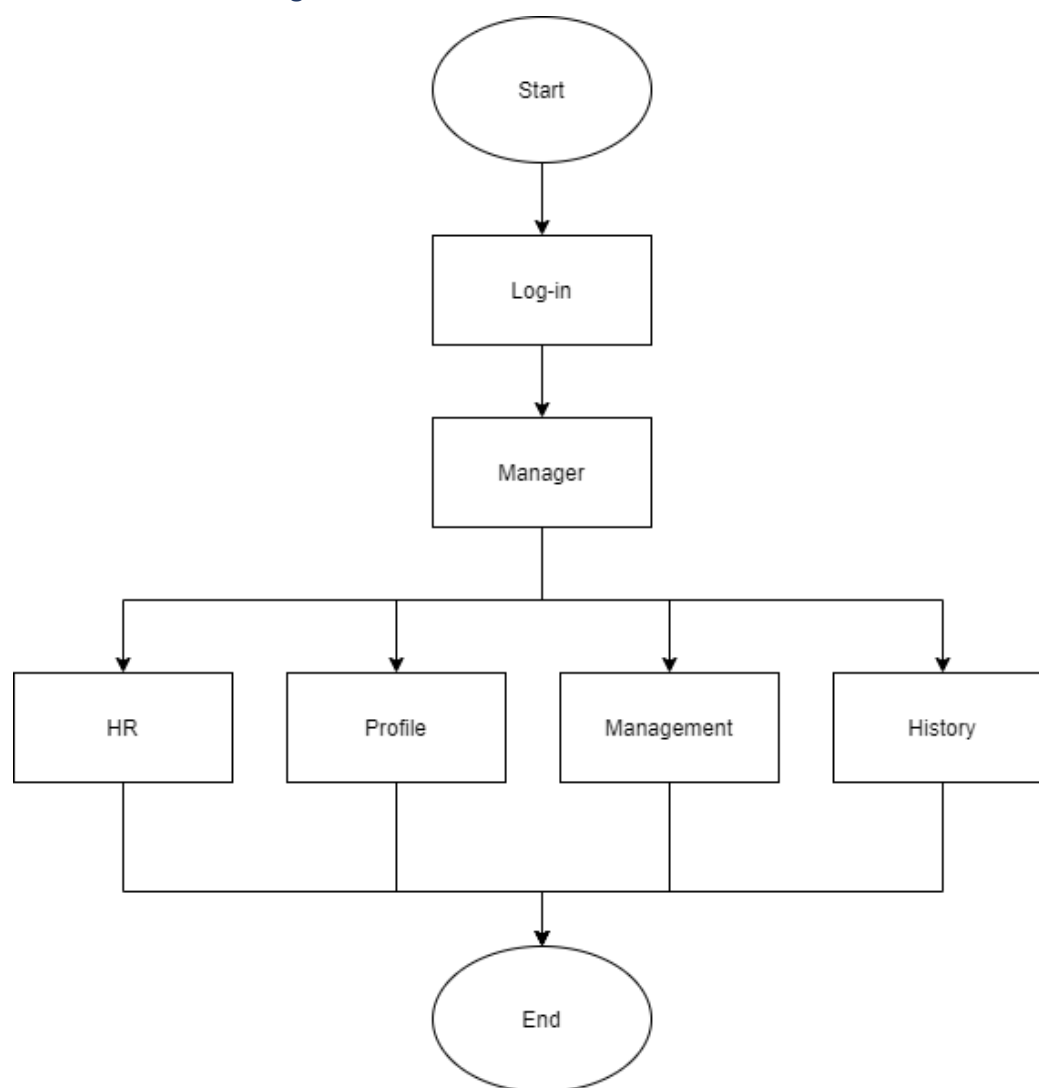 Start
Log-in
Manager
HR
Profile
Management
History
End